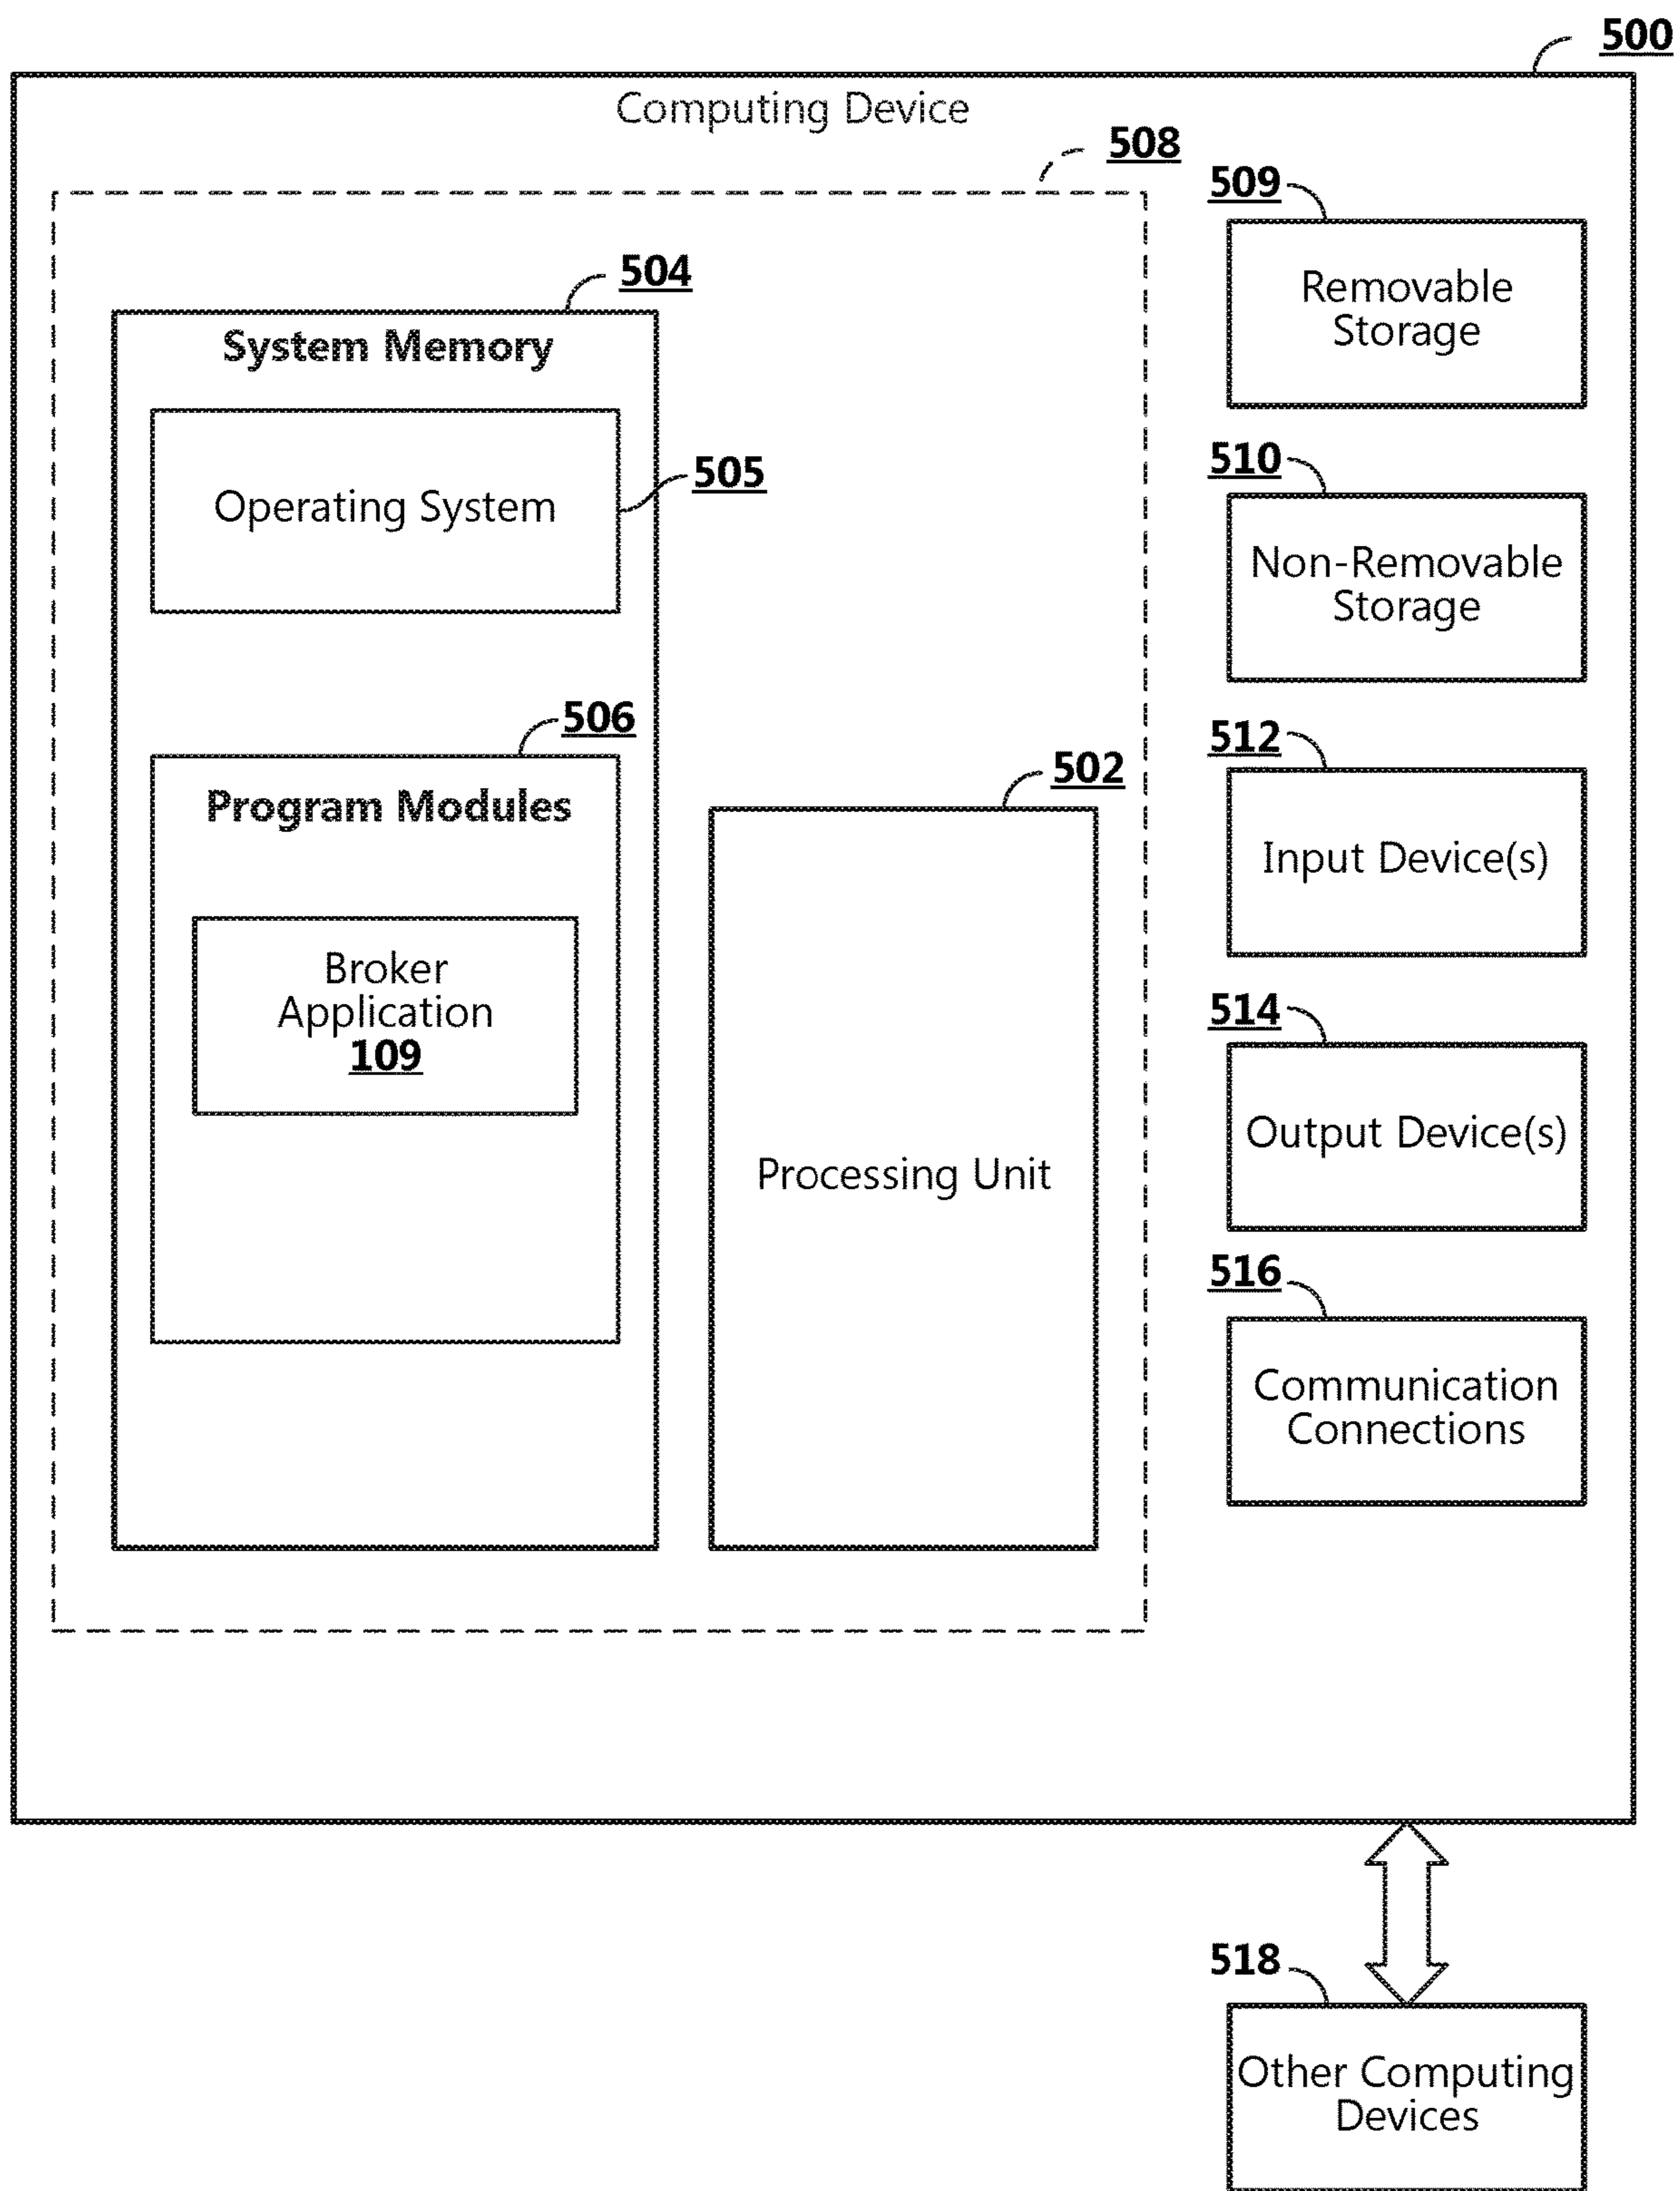 500
Computing Device
508
509
Removable
Storage
504
System Memory
Operating System
505
510
Non-Removable
Storage
506
Program Modules
Broker
Application
109
502
Processing Unit
512
Input Device(s)
514
Output Device(s)
516
Communication
Connections
518
Other Computing
Devices